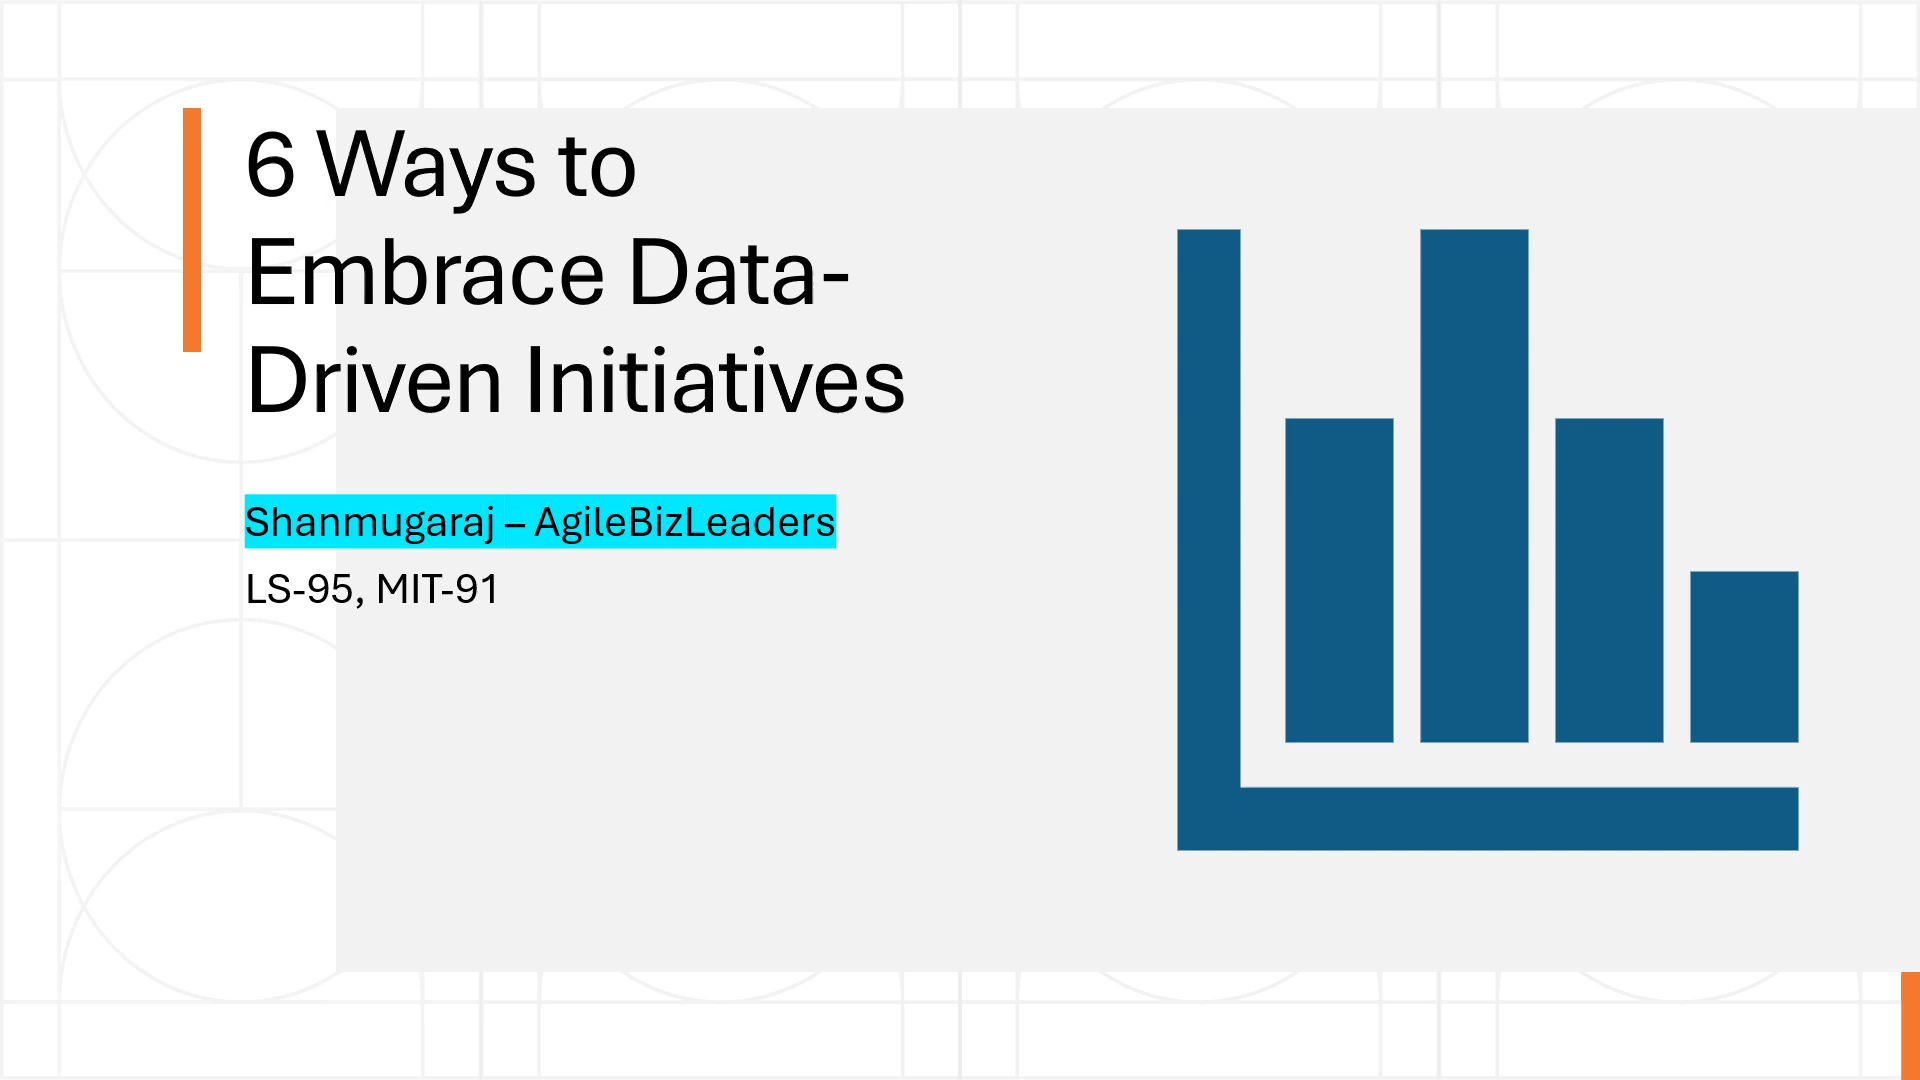 6 Ways to
Embrace Data-
Driven Initiatives
Shanmugaraj – AgileBizLeaders
LS-95, MIT-91